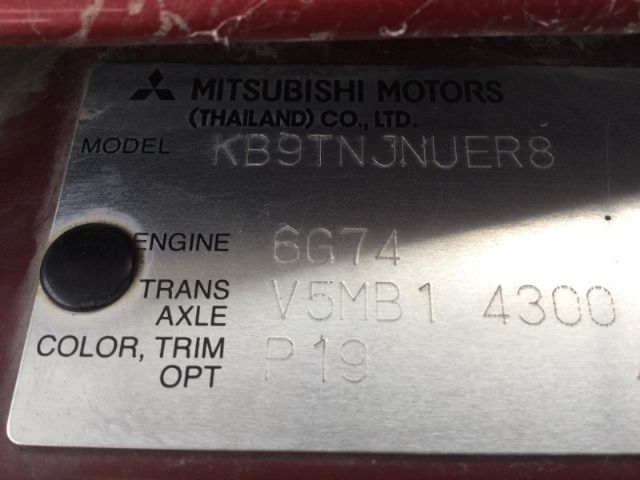 MITSUBISHI MOTORS
(THAILAND) CO., LTD.
MODEL KB9TNJNUER8
ENGINE 6G74
TRANS AXLE V5MB1 4300
COLOR, TRIM OPT P19